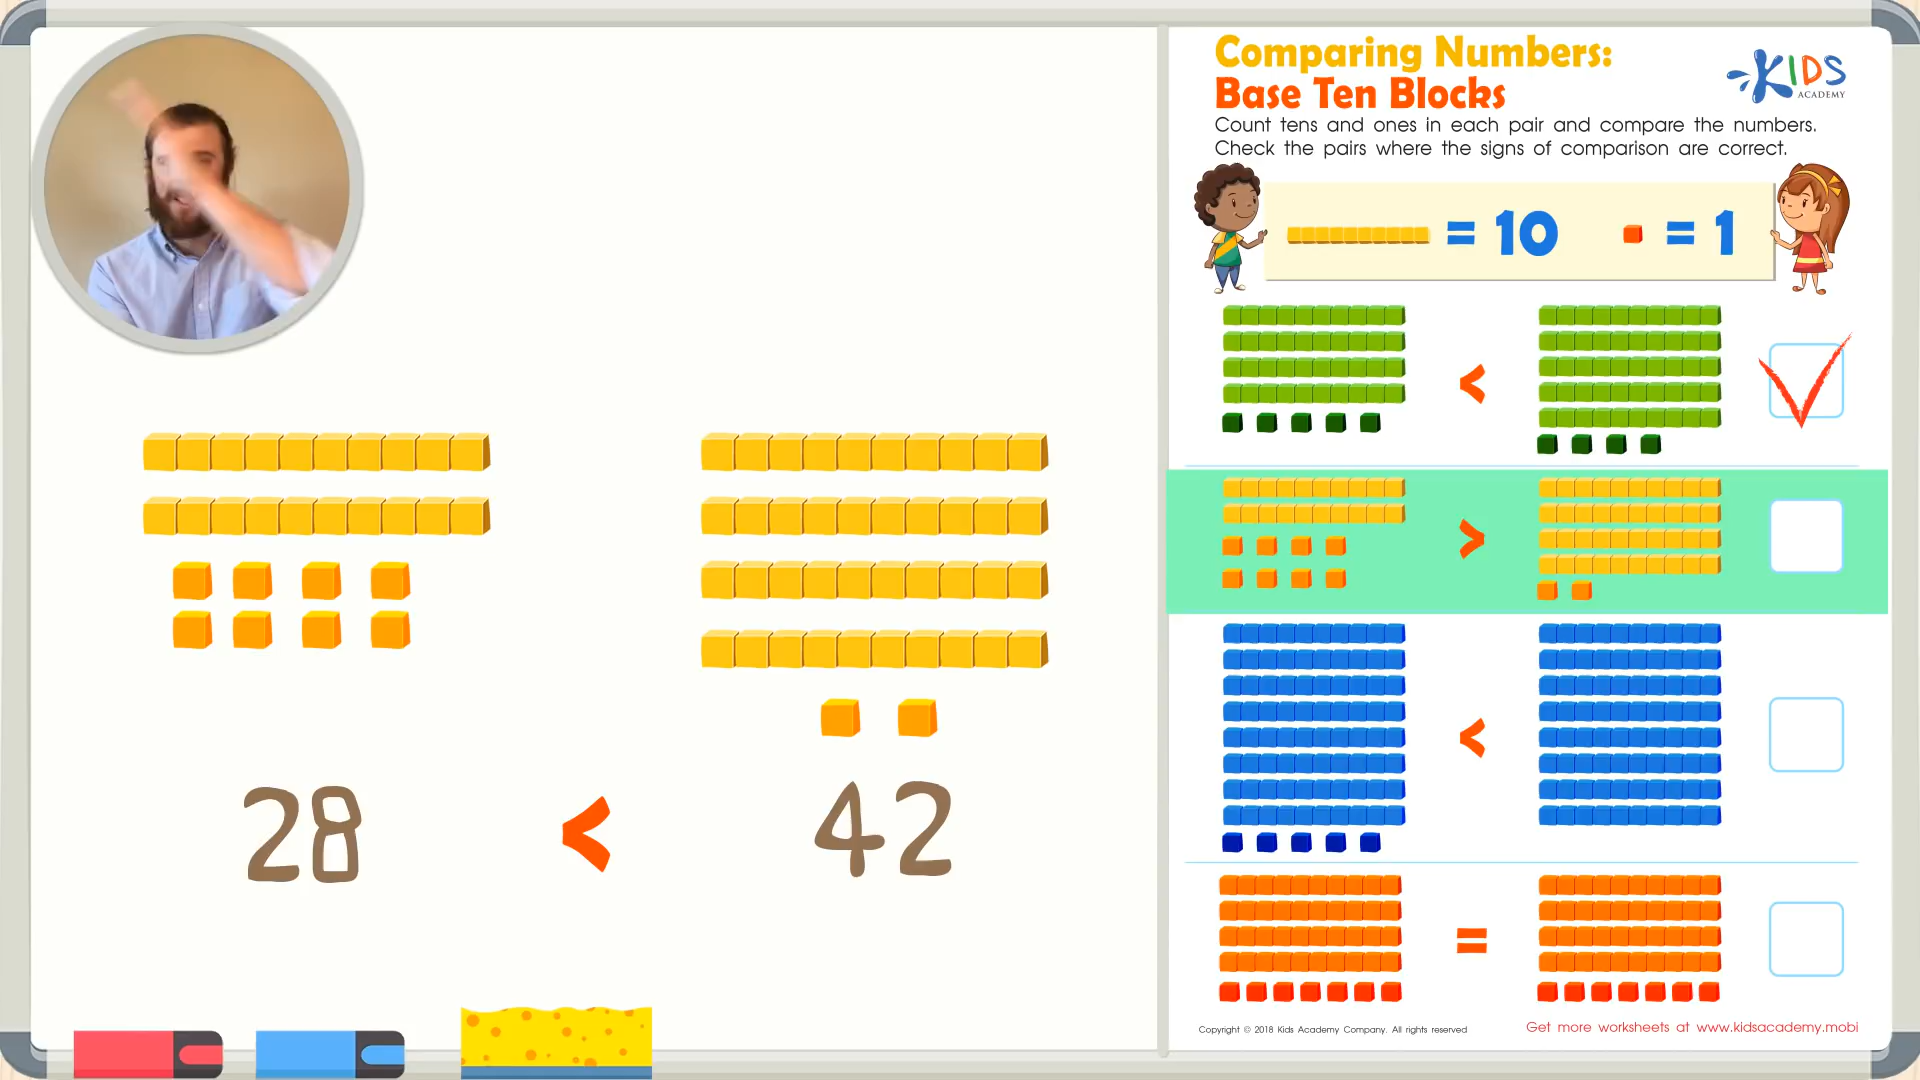 Comparing Numbers:
Base Ten Blocks
KIDS
ACADEMY
Count tens and ones in each pair and compare the numbers.
Check the pairs where the signs of comparison are correct.
= 10 = 1
<
>
<
=
28 < 42
Copyright © 2018 Kids Academy Company. All rights reserved
Get more worksheets at www.kidsacademy.mobi